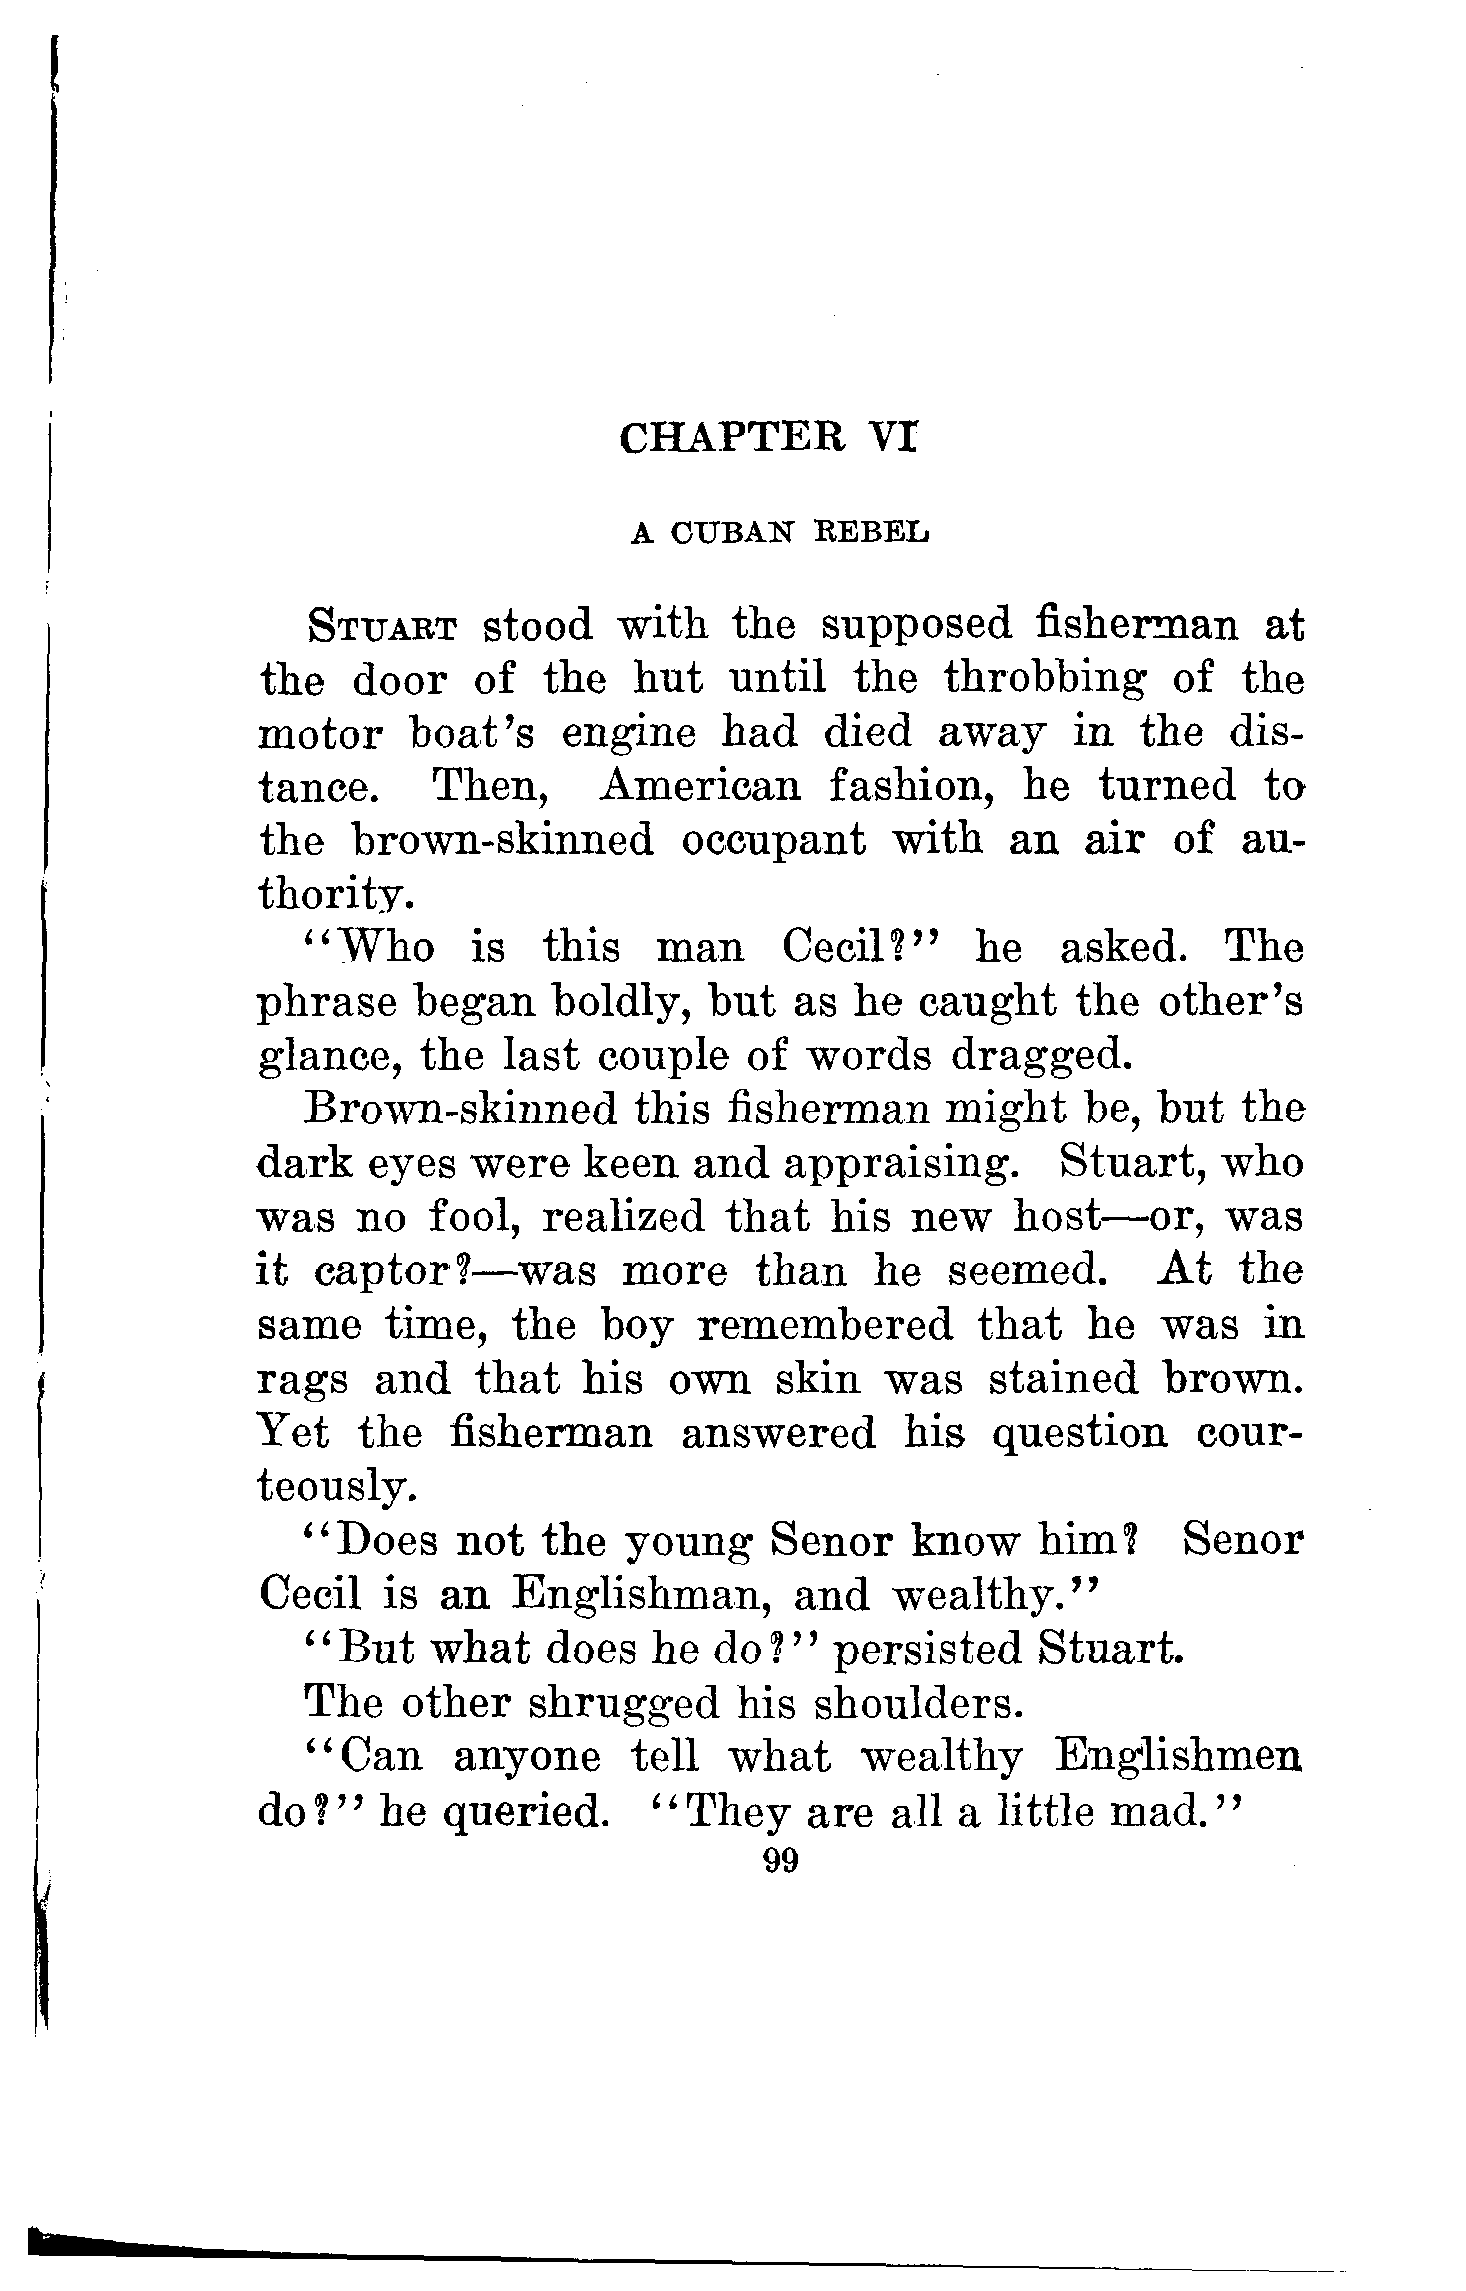 CHAPTER VI
A CUBAN REBEL
STUART stood with the supposed fisherman at
the door of the hut until the throbbing of the
motor boat's engine had died away in the dis-
tance. Then, American fashion, he turned to
the brown-skinned occupant with an air of au-
thority.
"Who is this man Cecil?" he asked. The
phrase began boldly, but as he caught the other's
glance, the last couple of words dragged.
Brown-skinned this fisherman might be, but the
dark eyes were keen and appraising. Stuart, who
was no fool, realized that his new host—or, was
it captor?—was more than he seemed. At the
same time, the boy remembered that he was in
rags and that his own skin was stained brown.
Yet the fisherman answered his question cour-
teously.
"Does not the young Senor know him? Senor
Cecil is an Englishman, and wealthy."
"But what does he do?" persisted Stuart.
The other shrugged his shoulders.
"Can anyone tell what wealthy Englishmen
do?" he queried. "They are all a little mad."
99